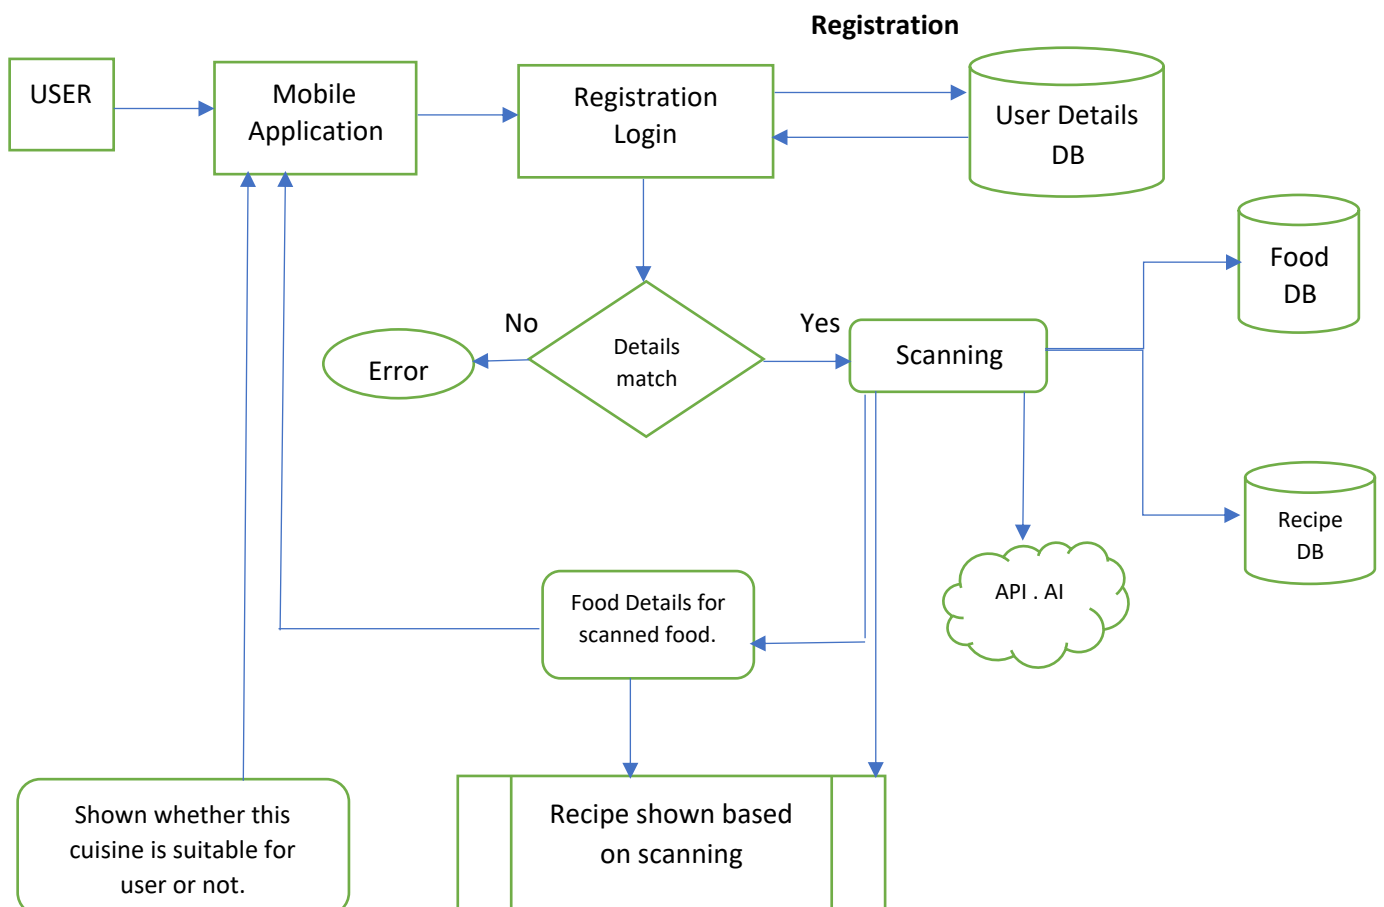 Registration
USER
Mobile
Application
Registration
Login
User Details
DB
Food
DB
No
Yes
Error
Details
match
Scanning
Recipe
DB
API . AI
Food Details for
scanned food.
Shown whether this
cuisine is suitable for
user or not.
Recipe shown based
on scanning